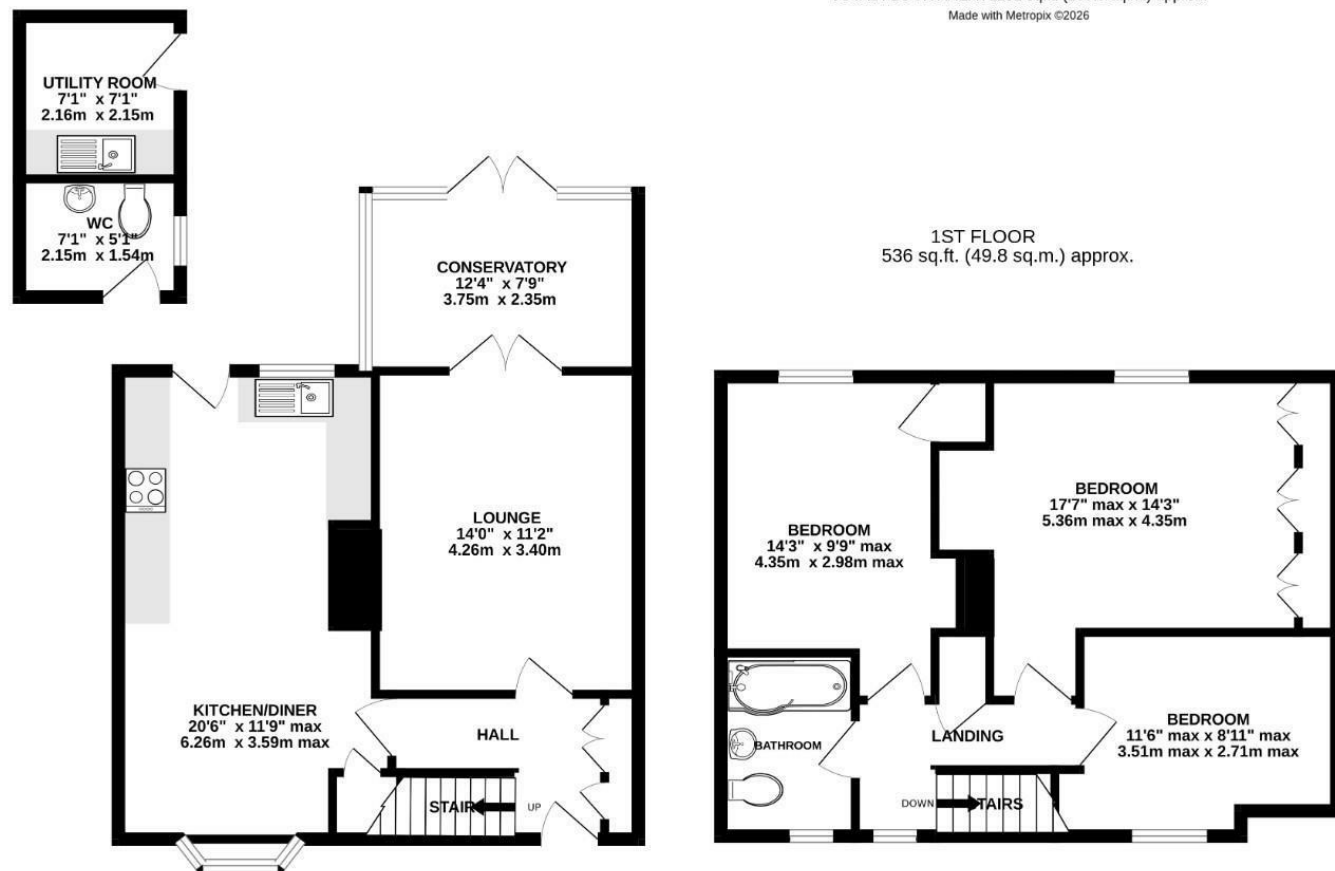 Made with Metropix ©2026
UTILITY ROOM
7'1" x 7'1"
2.16m x 2.15m
WC
7'1" x 5'1"
2.15m x 1.54m
CONSERVATORY
12'4" x 7'9"
3.75m x 2.35m
1ST FLOOR
536 sq.ft. (49.8 sq.m.) approx.
LOUNGE
14'0" x 11'2"
4.26m x 3.40m
KITCHEN/DINER
20'6" x 11'9" max
6.26m x 3.59m max
HALL
STAIR
UP
BEDROOM
14'3" x 9'9" max
4.35m x 2.98m max
BEDROOM
17'7" max x 14'3"
5.36m max x 4.35m
BATHROOM
LANDING
BEDROOM
11'6" max x 8'11" max
3.51m max x 2.71m max
DOWN
TAIRS